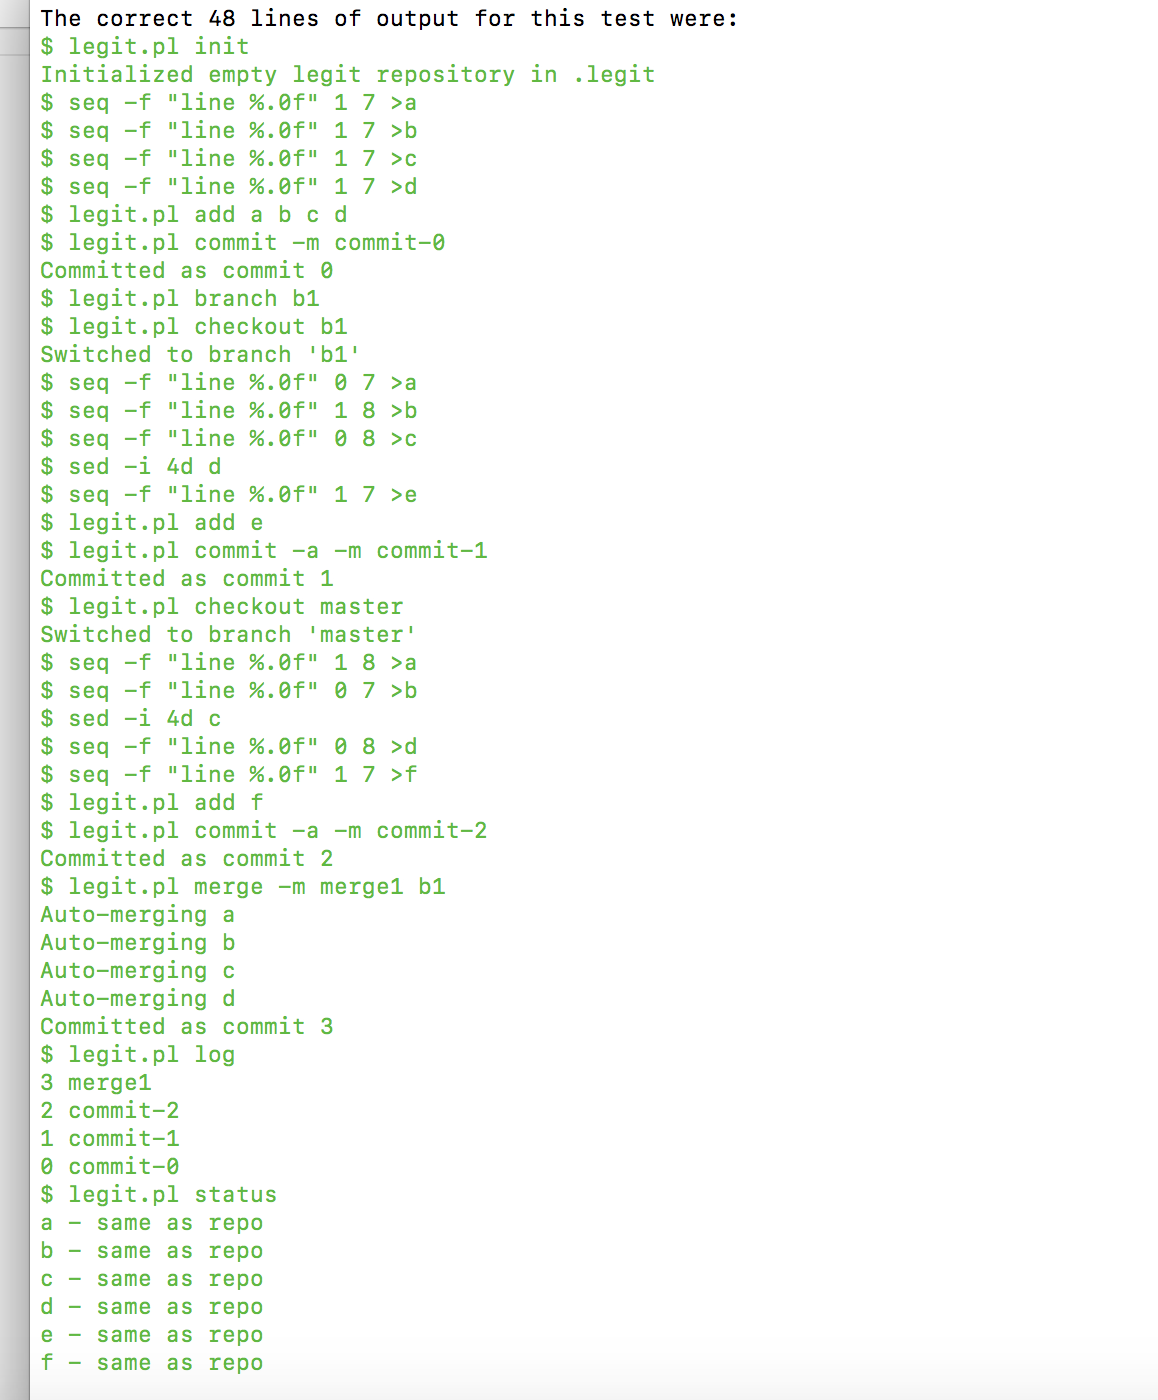 The correct 48 lines of output for this test were:
$ legit.pl init
Initialized empty legit repository in .legit
$ seq -f "line %.0f" 1 7 >a
$ seq -f "line %.0f" 1 7 >b
$ seq -f "line %.0f" 1 7 >c
$ seq -f "line %.0f" 1 7 >d
$ legit.pl add a b c d
$ legit.pl commit -m commit-0
Committed as commit 0
$ legit.pl branch b1
$ legit.pl checkout b1
Switched to branch 'b1'
$ seq -f "line %.0f" 0 7 >a
$ seq -f "line %.0f" 1 8 >b
$ seq -f "line %.0f" 0 8 >c
$ sed -i 4d d
$ seq -f "line %.0f" 1 7 >e
$ legit.pl add e
$ legit.pl commit -a -m commit-1
Committed as commit 1
$ legit.pl checkout master
Switched to branch 'master'
$ seq -f "line %.0f" 1 8 >a
$ seq -f "line %.0f" 0 7 >b
$ sed -i 4d c
$ seq -f "line %.0f" 0 8 >d
$ seq -f "line %.0f" 1 7 >f
$ legit.pl add f
$ legit.pl commit -a -m commit-2
Committed as commit 2
$ legit.pl merge -m merge1 b1
Auto-merging a
Auto-merging b
Auto-merging c
Auto-merging d
Committed as commit 3
$ legit.pl log
3 merge1
2 commit-2
1 commit-1
0 commit-0
$ legit.pl status
a - same as repo
b - same as repo
c - same as repo
d - same as repo
e - same as repo
f - same as repo